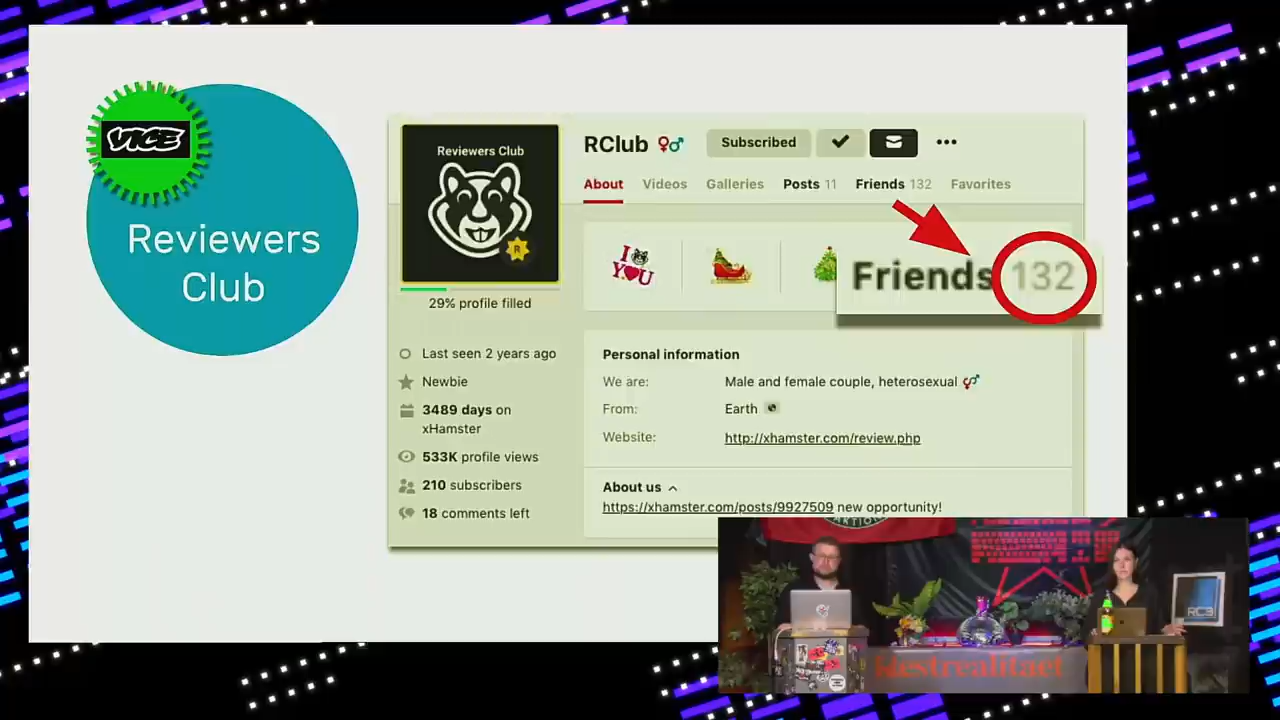 VICE
Reviewers
Club
Reviewers Club
R
29% profile filled
Last seen 2 years ago
Newbie
3489 days on
xHamster
533K profile views
210 subscribers
18 comments left
RClub
Subscribed
About Videos Galleries Posts 11 Friends 132 Favorites
I
YOU
Friends 132
Personal information
We are: Male and female couple, heterosexual
From: Earth
Website: http://xhamster.com/review.php
About us
https://xhamster.com/posts/9927509 new opportunity!
RC3